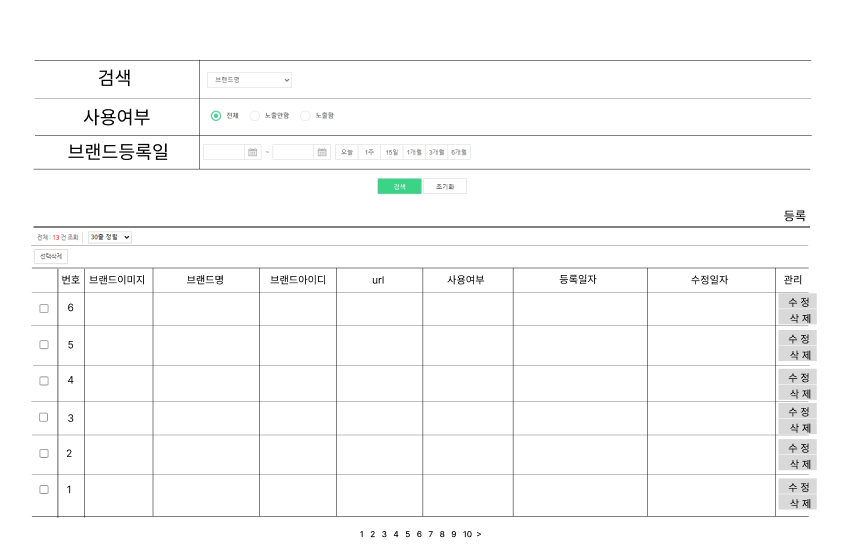 검색
브랜드명
사용여부
전체 노출안함 노출함
브랜드등록일
~ 오늘 1주 15일 1개월 3개월 6개월
검색 초기화
등록
전체 : 13 건 조회 30줄 정렬
선택삭제
번호 브랜드이미지 브랜드명 브랜드아이디 url 사용여부 등록일자 수정일자 관리
6 수 정
삭 제
5 수 정
삭 제
4 수 정
삭 제
3 수 정
삭 제
2 수 정
삭 제
1 수 정
삭 제
1 2 3 4 5 6 7 8 9 10 >